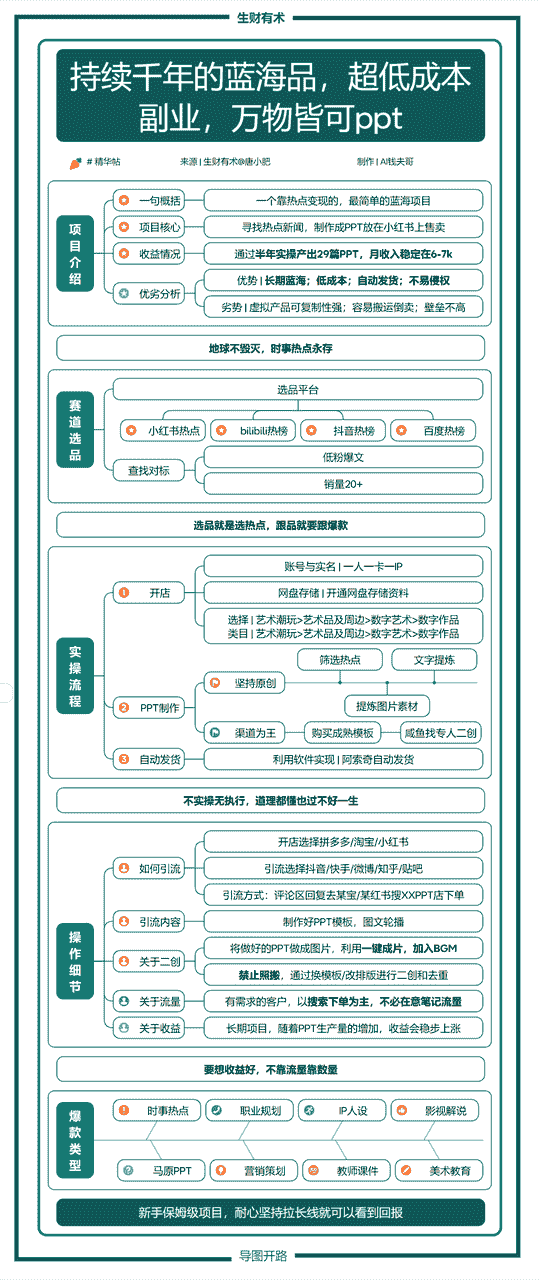 生财有术
持续千年的蓝海品，超低成本
副业，万物皆可ppt
# 精华帖
来源 | 生财有术@唐小肥
制作 | AI钱夫哥
项目介绍
一句概括
一个靠热点变现的，最简单的蓝海项目
项目核心
寻找热点新闻，制作成PPT放在小红书上售卖
收益情况
通过半年实操产出29篇PPT，月收入稳定在6-7k
优劣分析
优势 | 长期蓝海；低成本；自动发货；不易侵权
劣势 | 虚拟产品可复制性强；容易搬运倒卖；壁垒不高
地球不毁灭，时事热点永存
赛道选品
选品平台
小红书热点
bilibili热榜
抖音热榜
百度热榜
查找对标
低粉爆文
销量20+
选品就是选热点，跟品就要跟爆款
实操流程
开店
账号与实名 | 一人一卡一IP
网盘存储 | 开通网盘存储资料
选择 | 艺术潮玩>艺术品及周边>数字艺术>数字作品
类目 | 艺术潮玩>艺术品及周边>数字艺术>数字作品
PPT制作
坚持原创
筛选热点
文字提炼
提炼图片素材
渠道为王
购买成熟模板
咸鱼找专人二创
自动发货
利用软件实现 | 阿索奇自动发货
不实操无执行，道理都懂也过不好一生
操作细节
如何引流
开店选择拼多多/淘宝/小红书
引流选择抖音/快手/微博/知乎/贴吧
引流方式：评论区回复去某宝/某红书搜XXPPT店下单
引流内容
制作好PPT模板，图文轮播
关于二创
将做好的PPT做成图片，利用一键成片，加入BGM
禁止照搬，通过换模板/改排版进行二创和去重
关于流量
有需求的客户，以搜索下单为主，不必在意笔记流量
关于收益
长期项目，随着PPT生产量的增加，收益会稳步上涨
要想收益好，不靠流量靠数量
爆款类型
时事热点
职业规划
IP人设
影视解说
马原PPT
营销策划
教师课件
美术教育
新手保姆级项目，耐心坚持拉长线就可以看到回报
导图开路